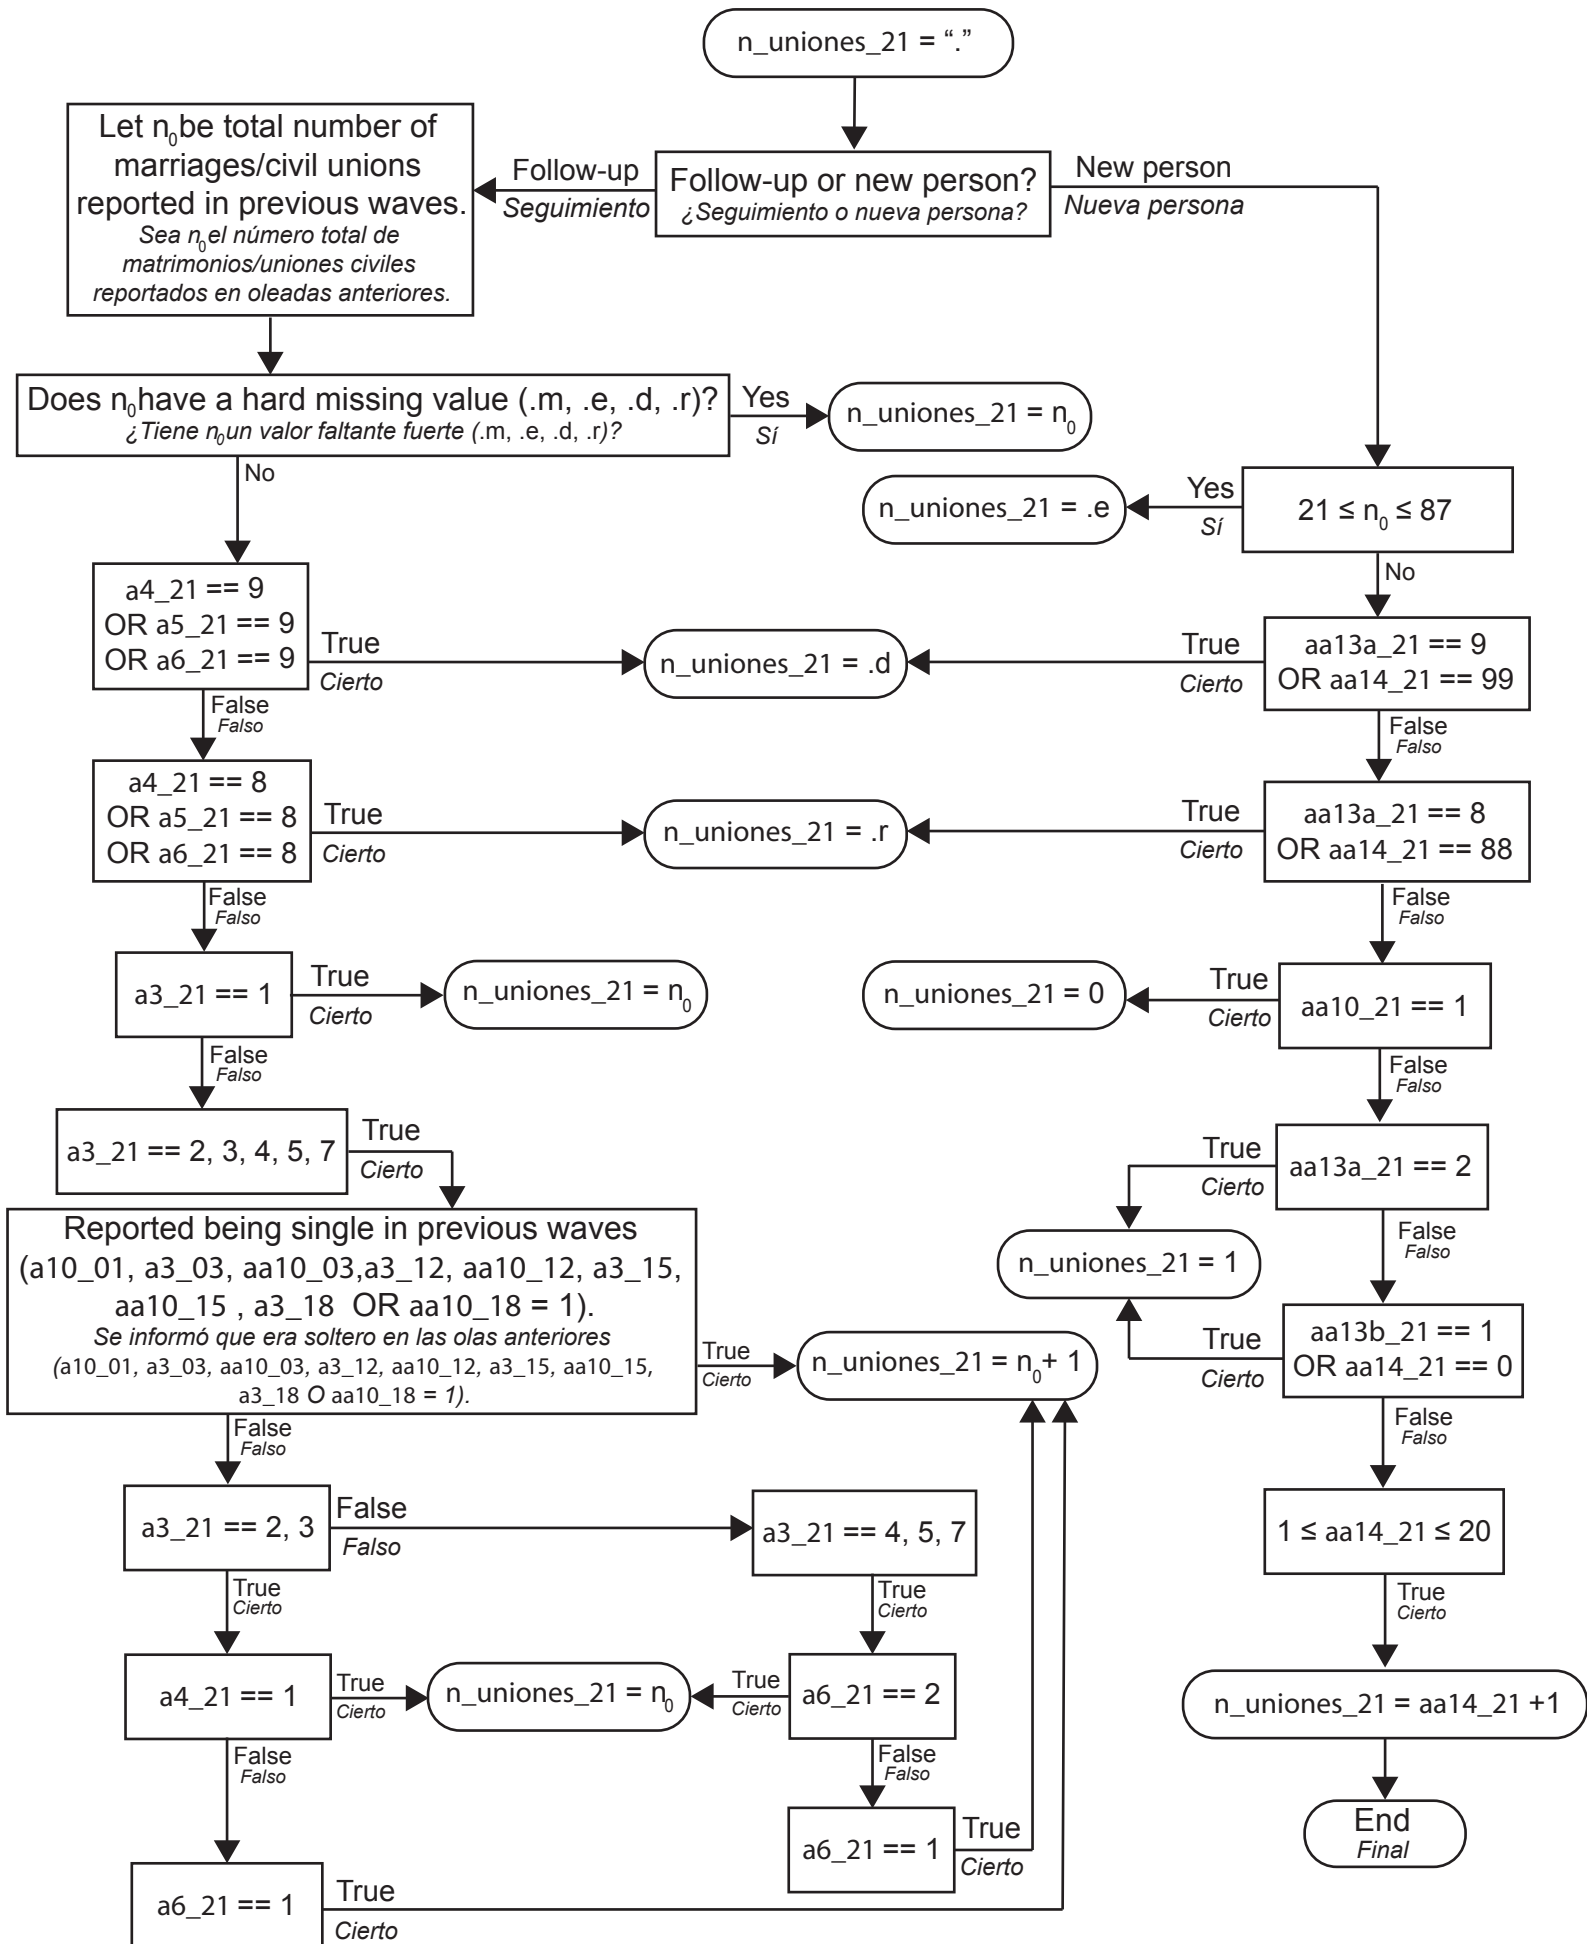 n_uniones_21 = “.”
Let n0 be total number of
marriages/civil unions
reported in previous waves.
Sea n0 el número total de
matrimonios/uniones civiles
reportados en oleadas anteriores.
Follow-up
Seguimiento
Follow-up or new person?
¿Seguimiento o nueva persona?
New person
Nueva persona
Does n0 have a hard missing value (.m, .e, .d, .r)?
¿Tiene n0 un valor faltante fuerte (.m, .e, .d, .r)?
Yes
Sí
n_uniones_21 = n0
No
n_uniones_21 = .e
Yes
Sí
21 ≤ n0 ≤ 87
No
a4_21 == 9
OR a5_21 == 9
OR a6_21 == 9
True
Cierto
n_uniones_21 = .d
True
Cierto
aa13a_21 == 9
OR aa14_21 == 99
False
Falso
False
Falso
a4_21 == 8
OR a5_21 == 8
OR a6_21 == 8
True
Cierto
n_uniones_21 = .r
True
Cierto
aa13a_21 == 8
OR aa14_21 == 88
False
Falso
False
Falso
a3_21 == 1
True
Cierto
n_uniones_21 = n0
n_uniones_21 = 0
True
Cierto
aa10_21 == 1
False
Falso
False
Falso
a3_21 == 2, 3, 4, 5, 7
True
Cierto
True
Cierto
aa13a_21 == 2
False
Falso
n_uniones_21 = 1
Reported being single in previous waves
(a10_01, a3_03, aa10_03,a3_12, aa10_12, a3_15,
aa10_15 , a3_18 OR aa10_18 = 1).
Se informó que era soltero en las olas anteriores
(a10_01, a3_03, aa10_03, a3_12, aa10_12, a3_15, aa10_15,
a3_18 O aa10_18 = 1).
True
Cierto
n_uniones_21 = n0 + 1
True
Cierto
aa13b_21 == 1
OR aa14_21 == 0
False
Falso
False
Falso
a3_21 == 2, 3
False
Falso
a3_21 == 4, 5, 7
1 ≤ aa14_21 ≤ 20
True
Cierto
True
Cierto
True
Cierto
a4_21 == 1
True
Cierto
n_uniones_21 = n0
True
Cierto
a6_21 == 2
n_uniones_21 = aa14_21 +1
False
Falso
False
Falso
a6_21 == 1
True
Cierto
End
Final
a6_21 == 1
True
Cierto